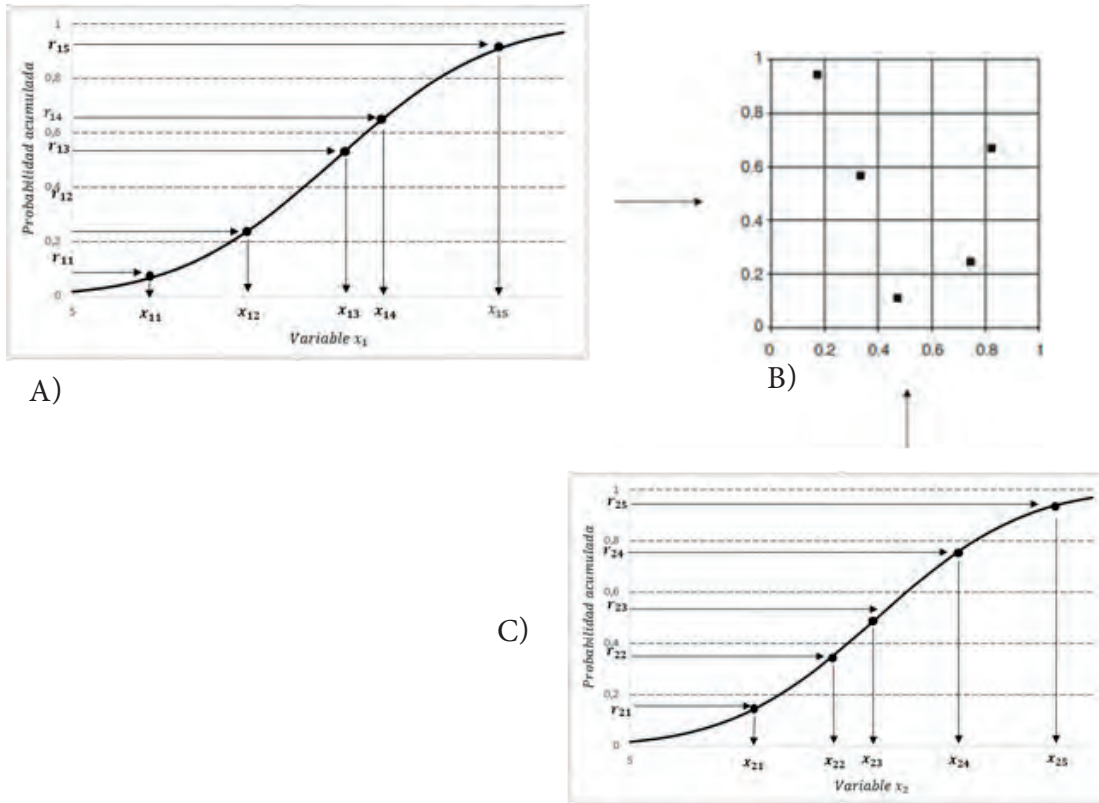 1
r15
0,8
r14
0,6
r13
r12
0,2
r11
0
5
x11 x12 x13 x14 x15
Variable x1
Probabilidad acumulada
A)
1
0.8
0.6
0.4
0.2
0
0 0.2 0.4 0.6 0.8 1
B)
C)
1
r25
0,8
r24
0,6
r23
0,4
r22
0,2
r21
0
5
x21 x22 x23 x24 x25
Variable x2
Probabilidad acumulada